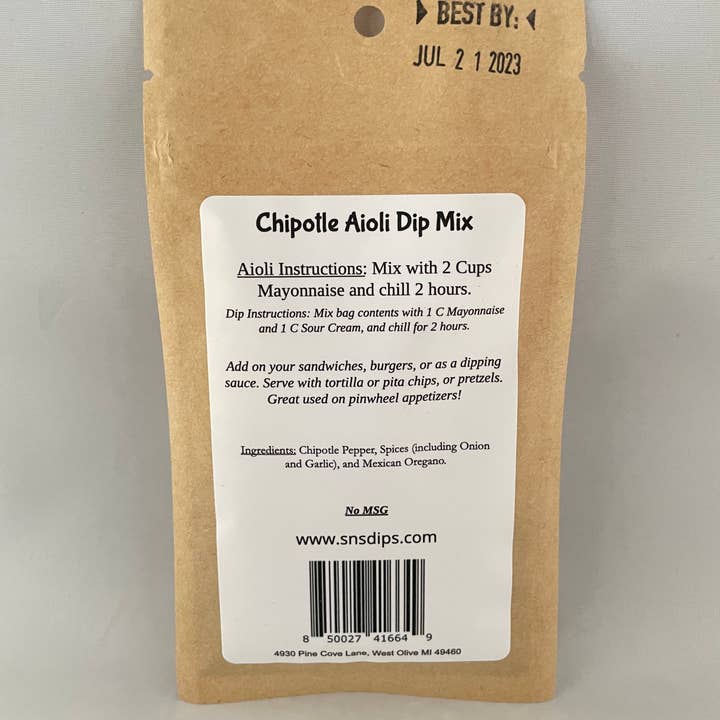 BEST BY:
JUL 21 2023
Chipotle Aioli Dip Mix
Aioli Instructions: Mix with 2 Cups
Mayonnaise and chill 2 hours.
Dip Instructions: Mix bag contents with 1 C Mayonnaise
and 1 C Sour Cream, and chill for 2 hours.
Add on your sandwiches, burgers, or as a dipping
sauce. Serve with tortilla or pita chips, or pretzels.
Great used on pinwheel appetizers!
Ingredients: Chipotle Pepper, Spices (including Onion
and Garlic), and Mexican Oregano.
No MSG
www.snsdips.com
8 50027 41664 9
4930 Pine Cove Lane, West Olive MI 49460